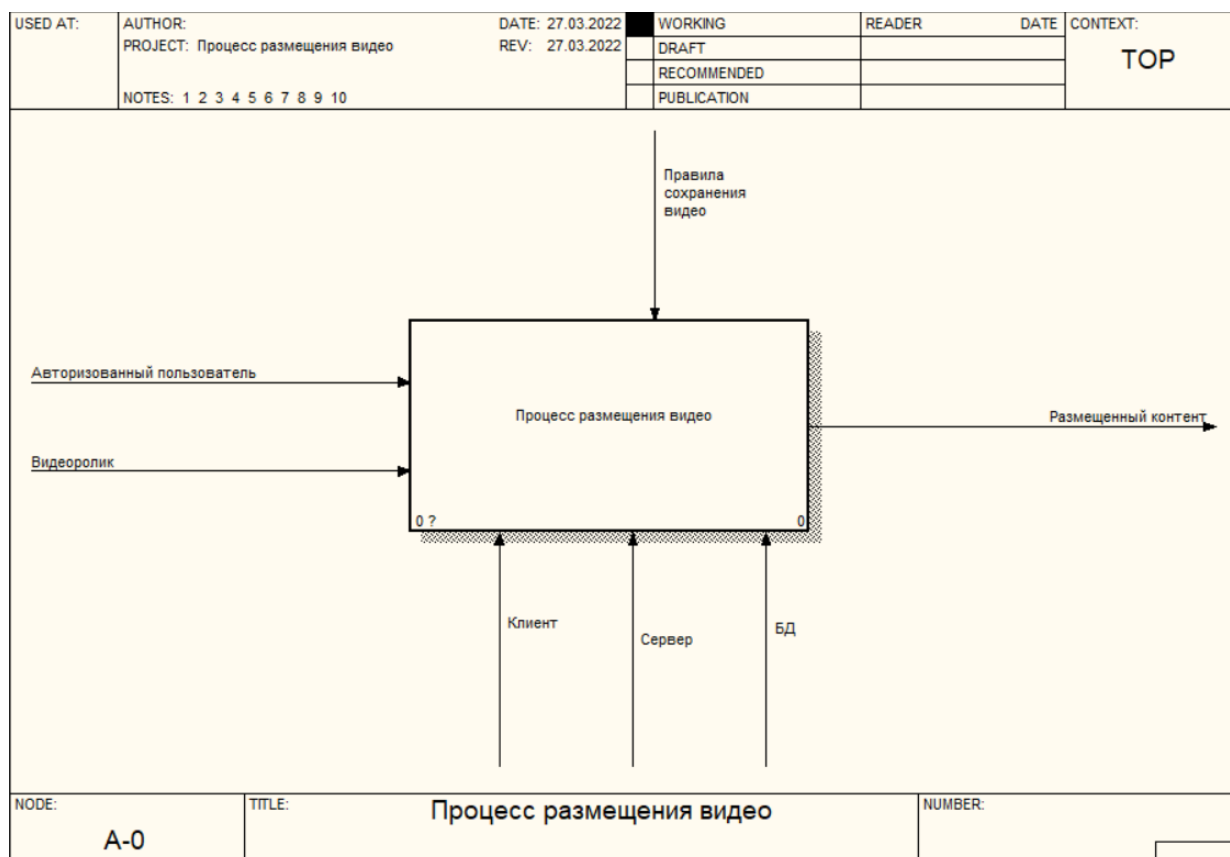 USED AT:
AUTHOR:
DATE: 27.03.2022
PROJECT: Процесс размещения видео
REV: 27.03.2022
NOTES: 1 2 3 4 5 6 7 8 9 10
WORKING
DRAFT
RECOMMENDED
PUBLICATION
READER
DATE
CONTEXT:
TOP
Правила
сохранения
видео
Авторизованный пользователь
Видеоролик
Процесс размещения видео
0 ?
0
Размещенный контент
Клиент
Сервер
БД
NODE:
A-0
TITLE:
Процесс размещения видео
NUMBER: